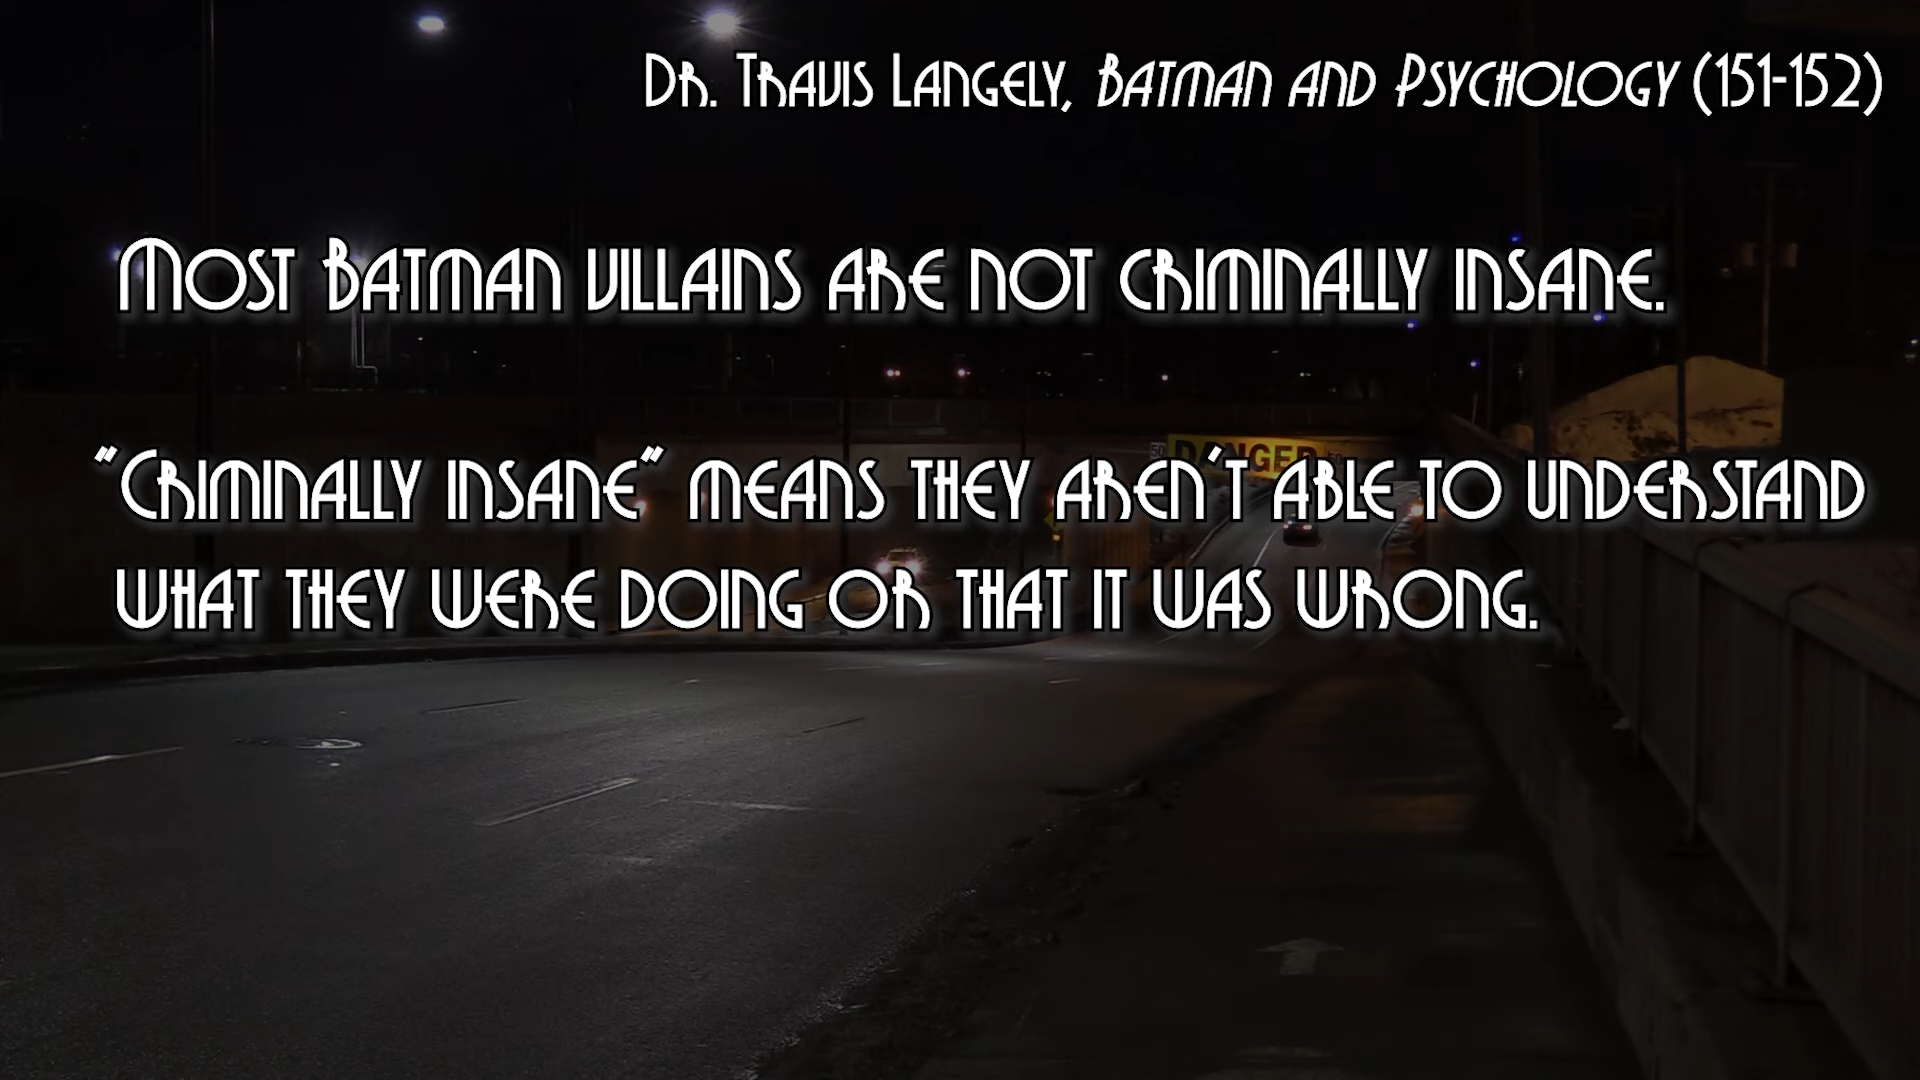 Dr. Travis Langely, Batman and Psychology (151-152)
Most Batman villains are not criminally insane.
DANGER
"Criminally insane" means they aren't able to understand
what they were doing or that it was wrong.